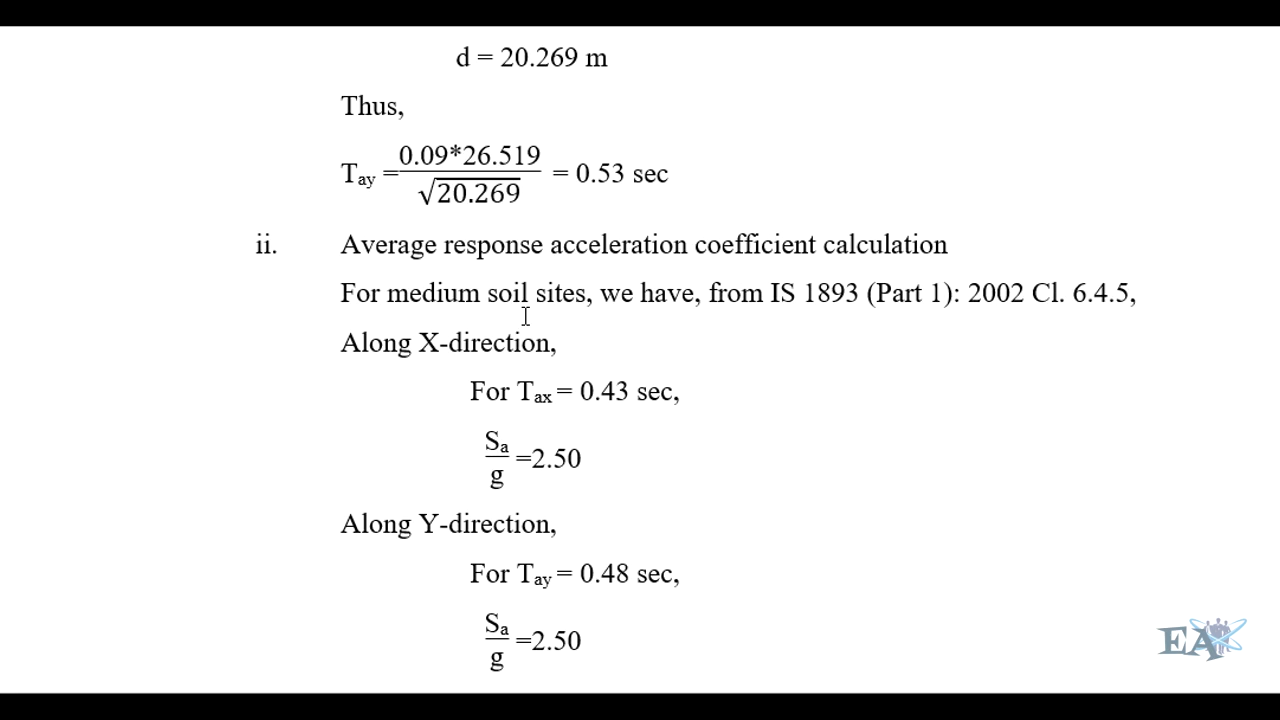 d = 20.269 m
Thus,
Tay = 0.09*26.519 / √20.269 = 0.53 sec
ii. Average response acceleration coefficient calculation
For medium soil sites, we have, from IS 1893 (Part 1): 2002 Cl. 6.4.5,
Along X-direction,
For Tax = 0.43 sec,
Sa/g =2.50
Along Y-direction,
For Tay = 0.48 sec,
Sa/g =2.50
EA